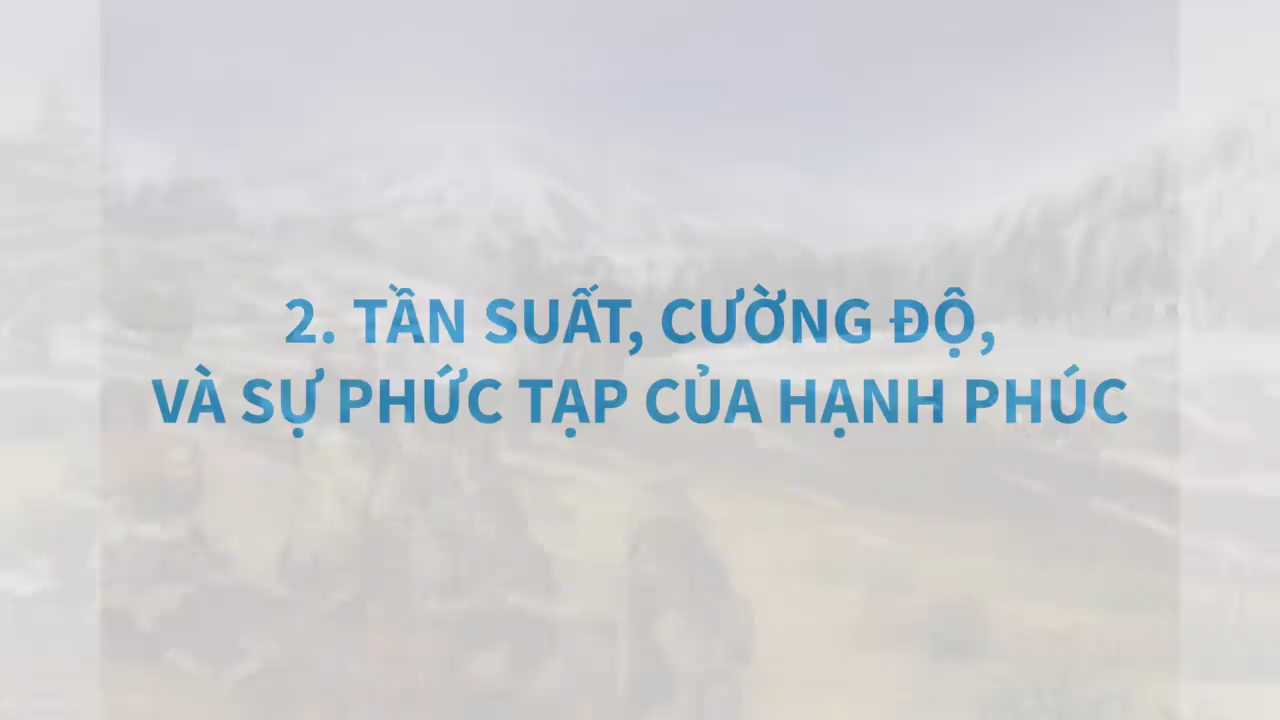 2. TẦN SUẤT, CƯỜNG ĐỘ,
VÀ SỰ PHỨC TẠP CỦA HẠNH PHÚC